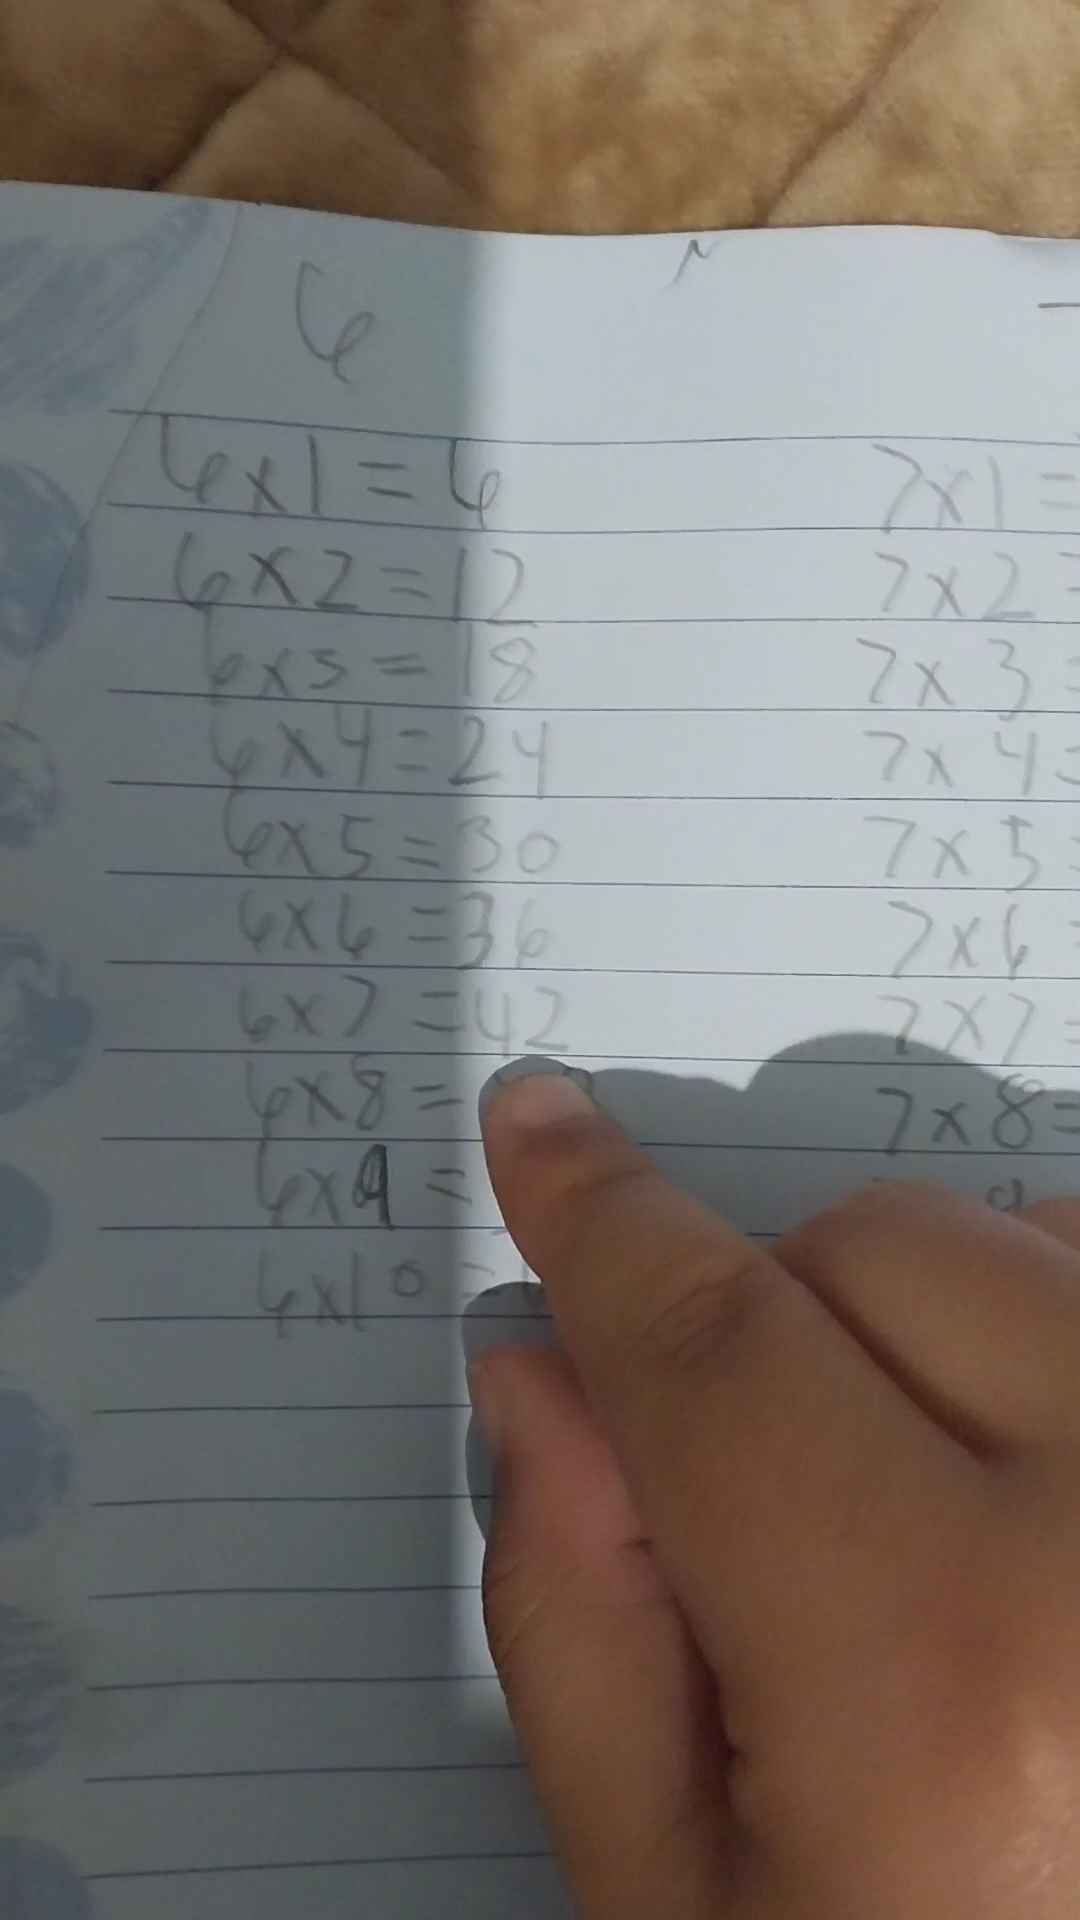 6
6x1=6 7x1=
6x2=12 7x2=
6x3=18 7x3=
6x4=24 7x4=
6x5=30 7x5=
6x6=36 7x6=
6x7=42 7x7=
6x8= 7x8=
6x9= 9
6x10=